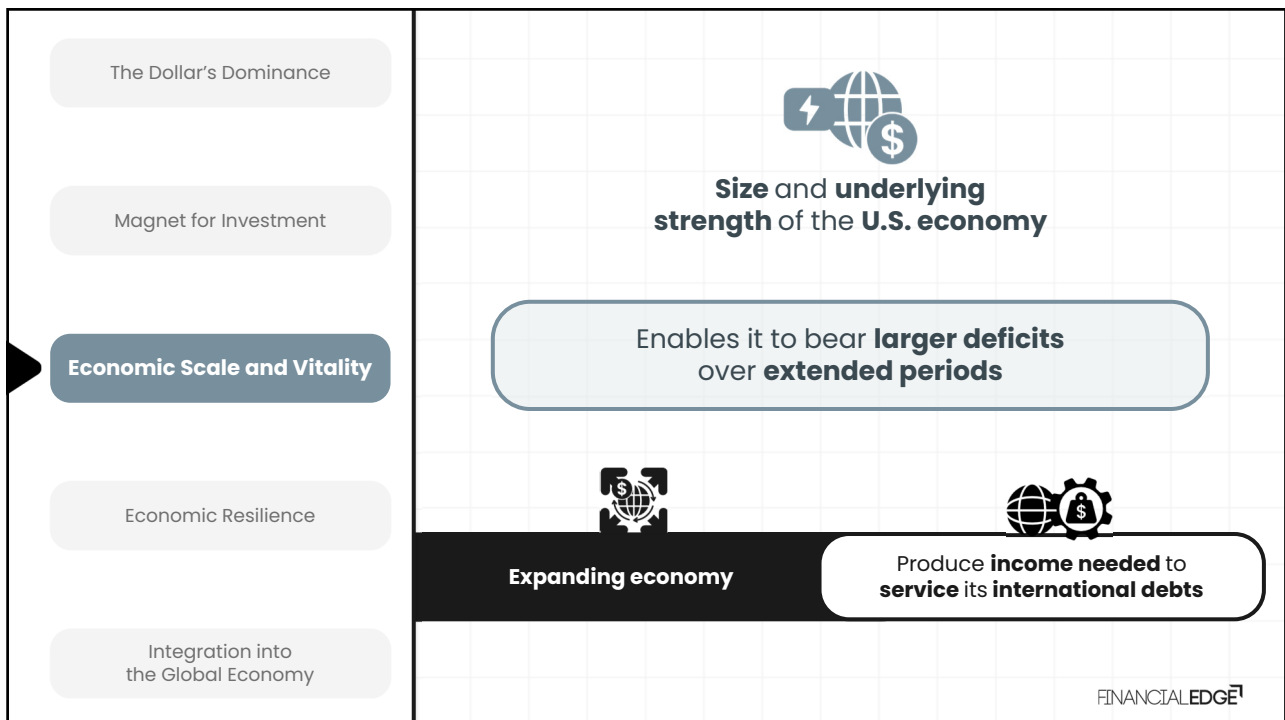 The Dollar’s Dominance
Magnet for Investment
Economic Scale and Vitality
Economic Resilience
Integration into
the Global Economy
$
Size and underlying
strength of the U.S. economy
Enables it to bear larger deficits
over extended periods
$
Expanding economy
$
Produce income needed to
service its international debts
FINANCIALEDGE